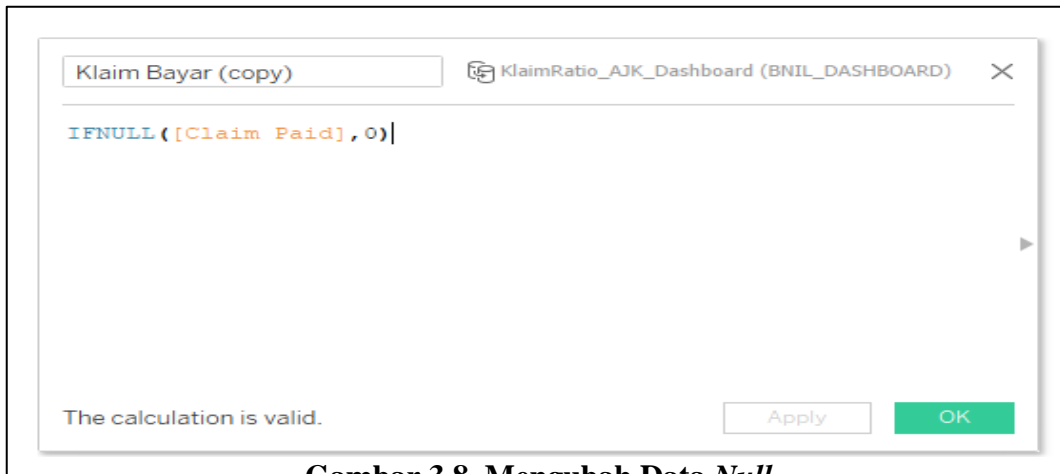 Klaim Bayar (copy) KlaimRatio_AJK_Dashboard (BNIL_DASHBOARD)
IFNULL([Claim Paid],0)
The calculation is valid. Apply OK
Gambar 3.8 Mengubah Data Null